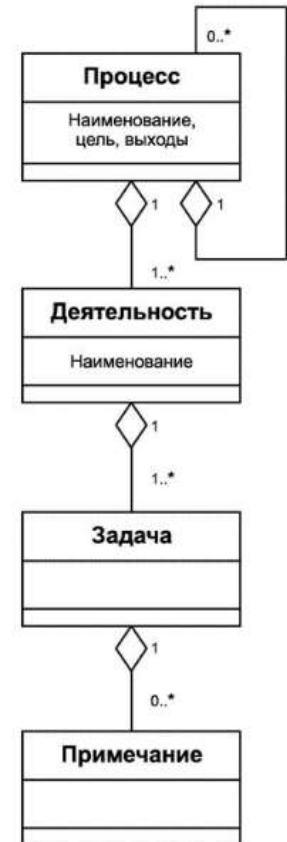 0..*
Процесс
Наименование,
цель, выходы
1
1
1..*
Деятельность
Наименование
1
1..*
Задача
1
0..*
Примечание